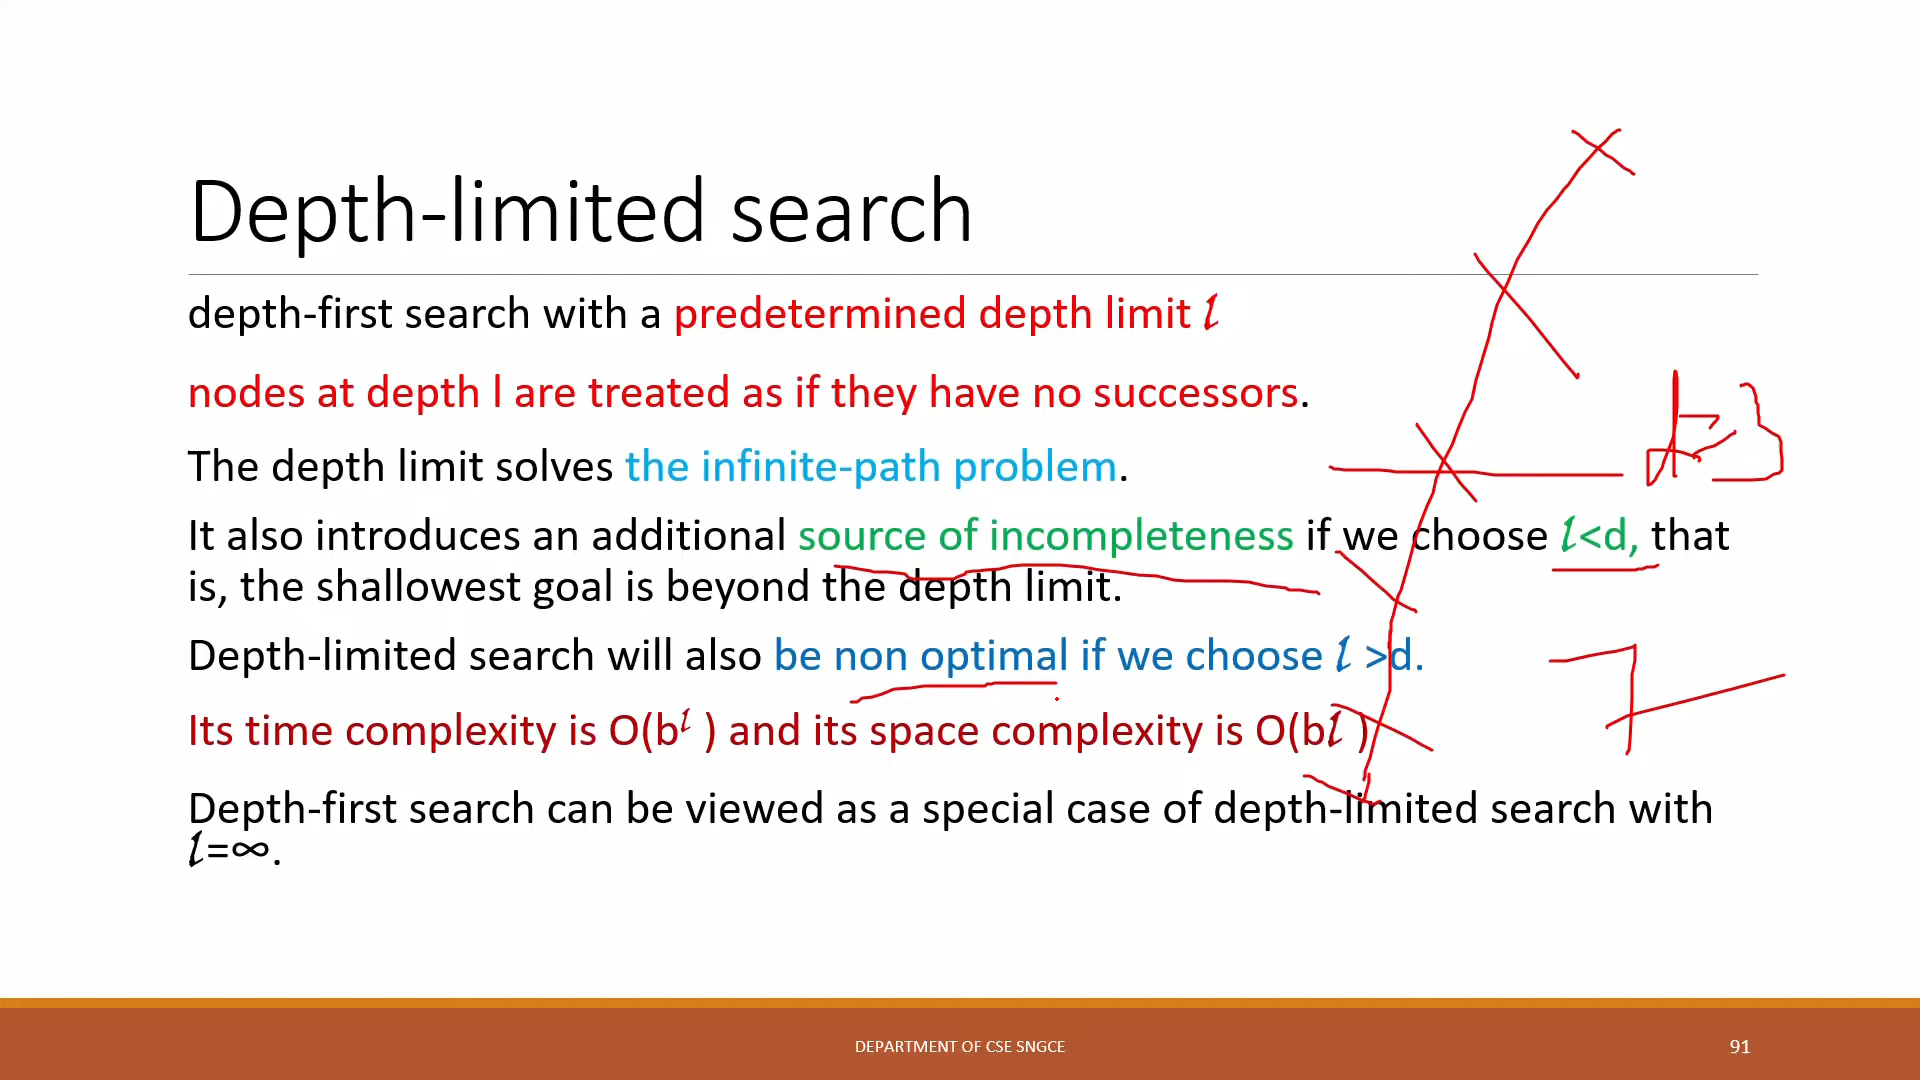 Depth-limited search
depth-first search with a predetermined depth limit l
nodes at depth l are treated as if they have no successors.
The depth limit solves the infinite-path problem.
It also introduces an additional source of incompleteness if we choose l<d, that
is, the shallowest goal is beyond the depth limit.
Depth-limited search will also be non optimal if we choose l >d.
Its time complexity is O(bˡ ) and its space complexity is O(bl )
Depth-first search can be viewed as a special case of depth-limited search with
l=∞.
7
DEPARTMENT OF CSE SNGCE
91